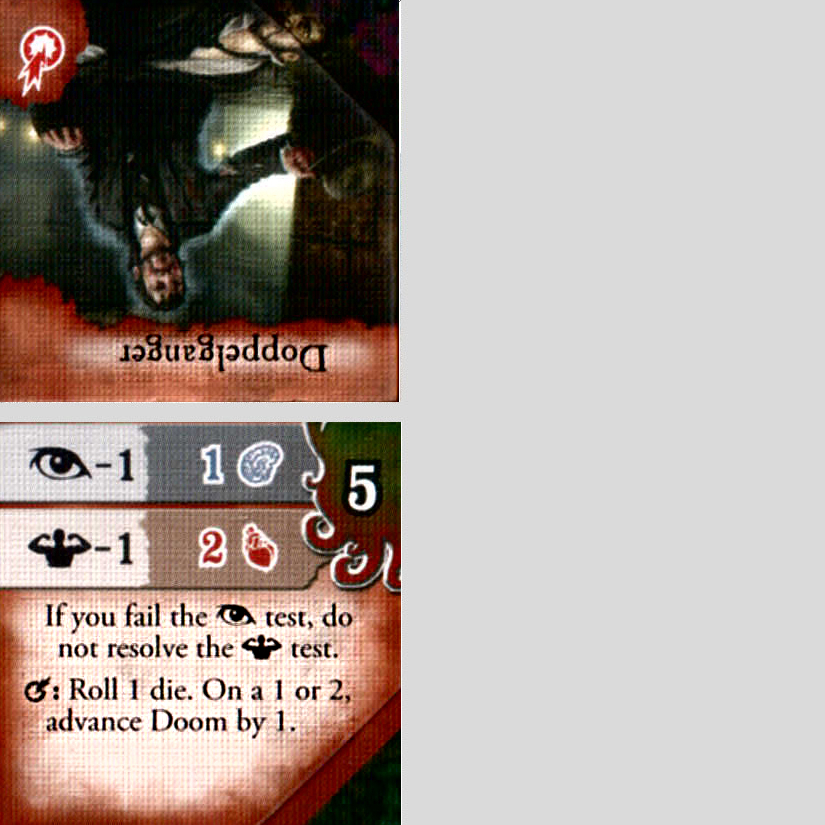 Doppelganger
-1 1
5
-1 2
If you fail the test, do
not resolve the test.
: Roll 1 die. On a 1 or 2,
advance Doom by 1.